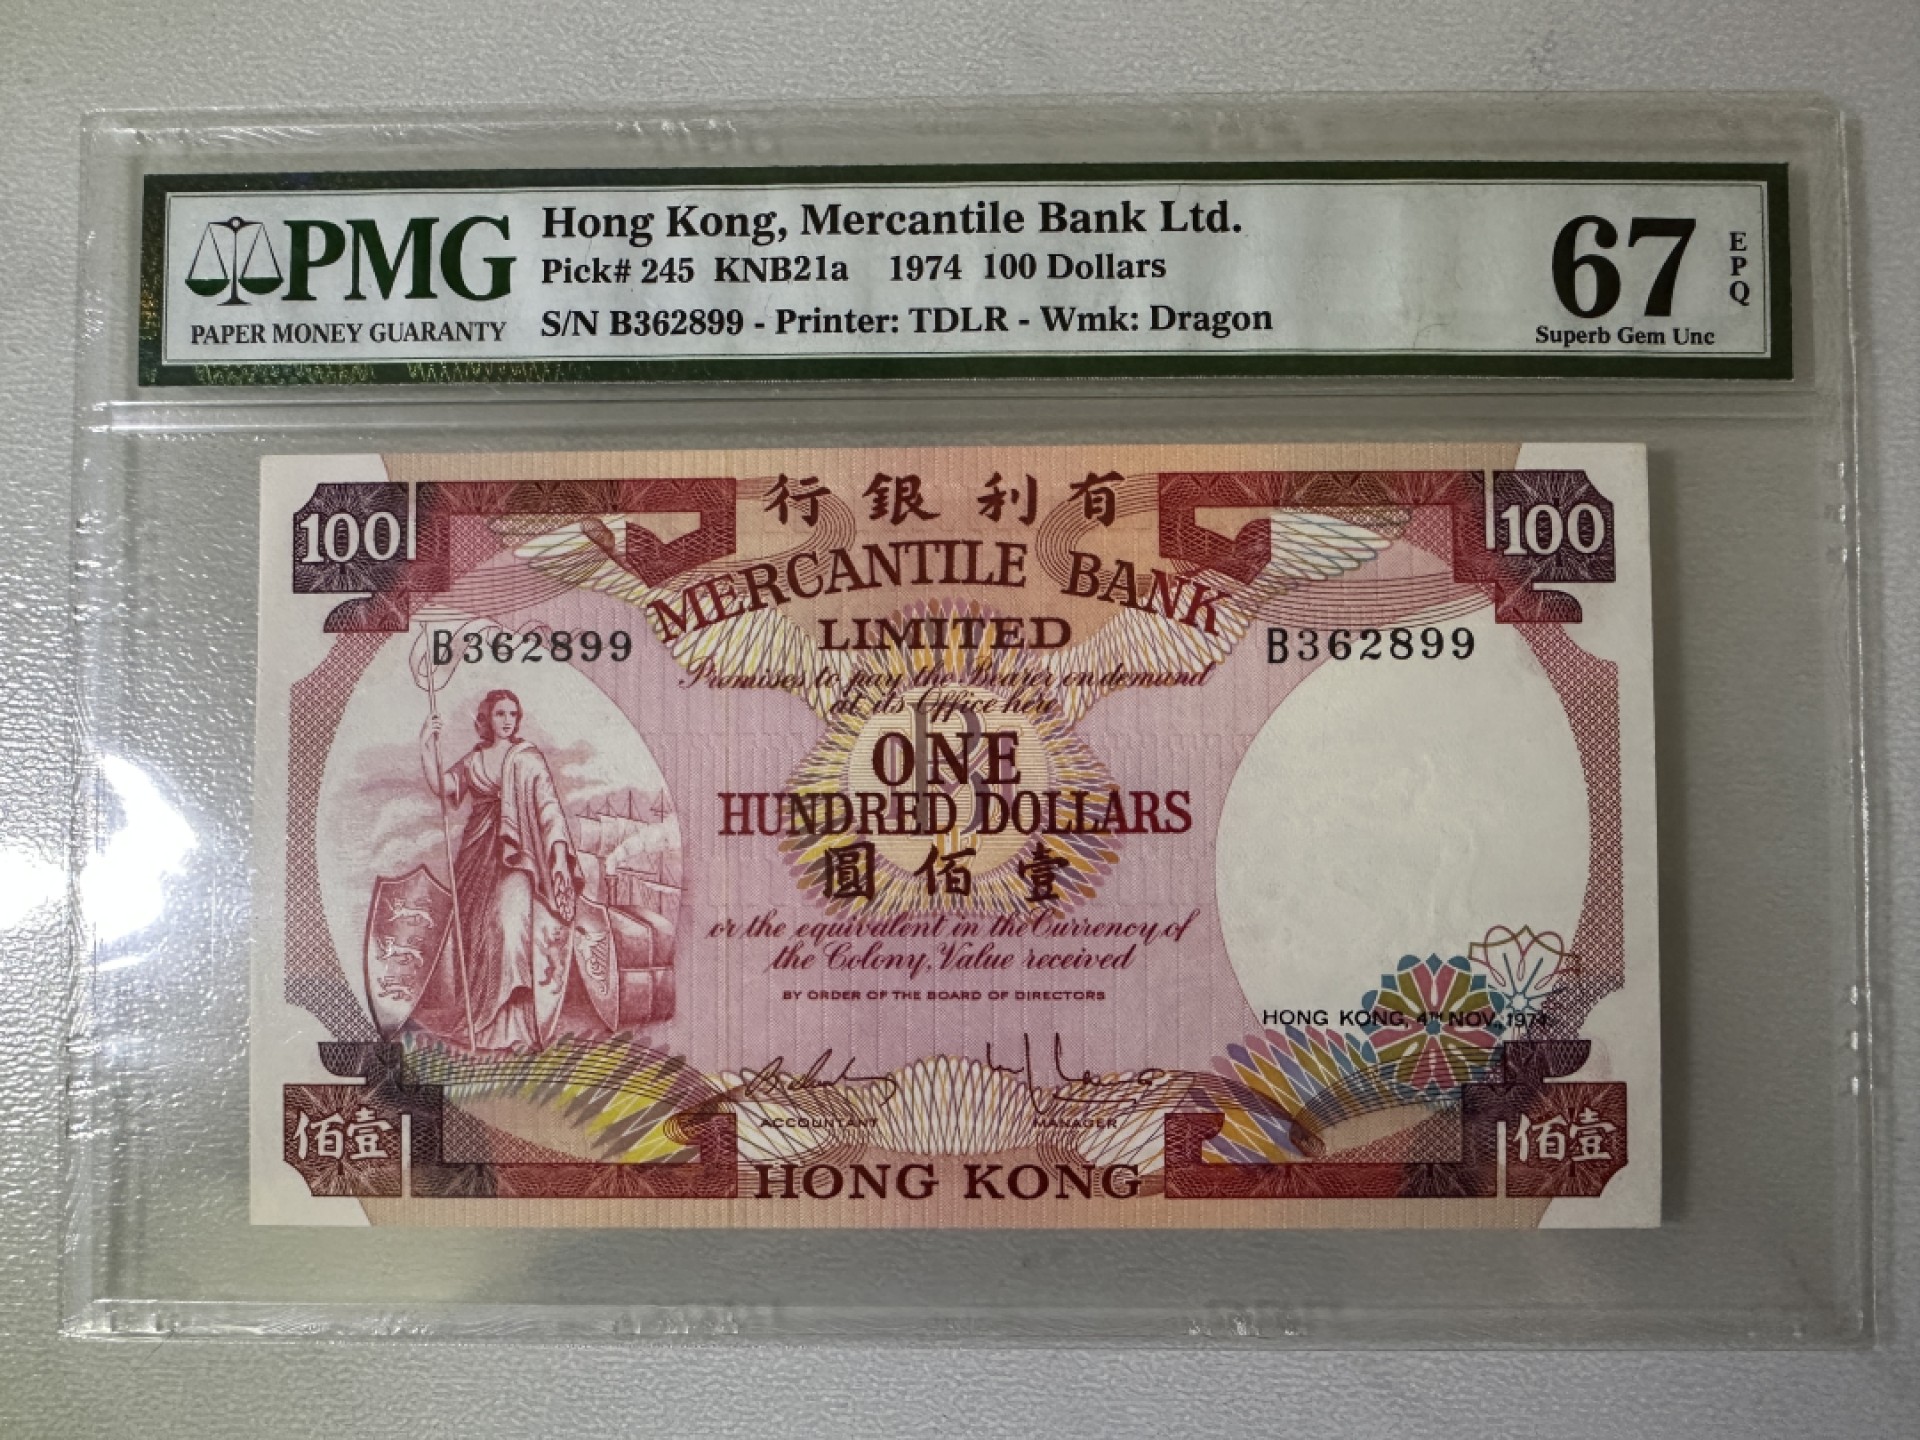 PMG
PAPER MONEY GUARANTY
Hong Kong, Mercantile Bank Ltd.
Pick# 245 KNB21a 1974 100 Dollars
S/N B362899 - Printer: TDLR - Wmk: Dragon
67
EPQ
Superb Gem Unc
100
行銀利有
100
MERCANTILE BANK
LIMITED
B362899
B362899
Promises to pay the Bearer on demand
at its Office here
ONE
HUNDRED DOLLARS
圓佰壹
or the equivalent in the Currency of
the Colony, Value received
BY ORDER OF THE BOARD OF DIRECTORS
HONG KONG, 4TH NOV. 1974
ACCOUNTANT
MANAGER
佰壹
HONG KONG
佰壹